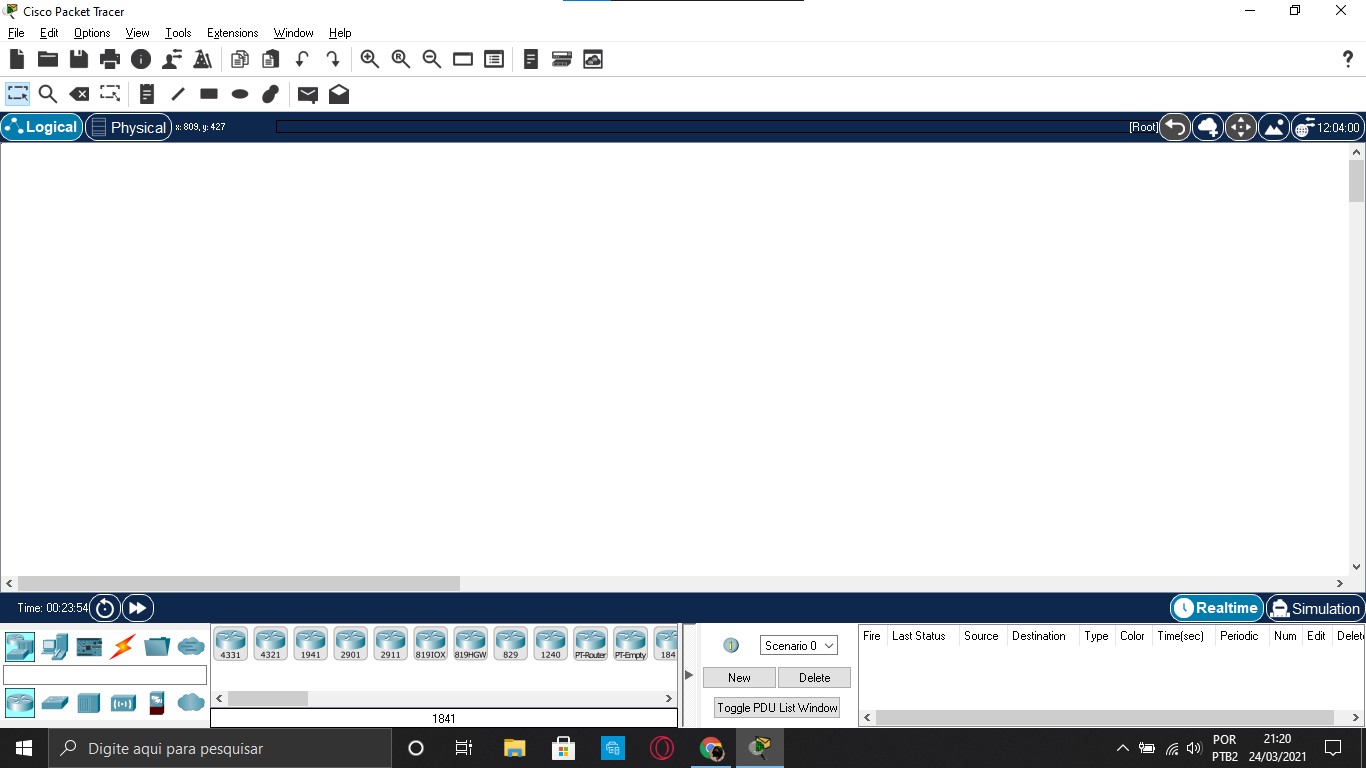 Cisco Packet Tracer
File Edit Options View Tools Extensions Window Help
?
Logical Physical x: 809, y: 427 [Root] 12:04:00
Time: 00:23:54 Realtime Simulation
4331 4321 1941 2901 2911 819IOX 819HGW 829 1240 PT-Router PT-Empty 184
1841
Scenario 0
New Delete
Toggle PDU List Window
Fire Last Status Source Destination Type Color Time(sec) Periodic Num Edit Delet
Digite aqui para pesquisar
POR
PTB2
21:20
24/03/2021